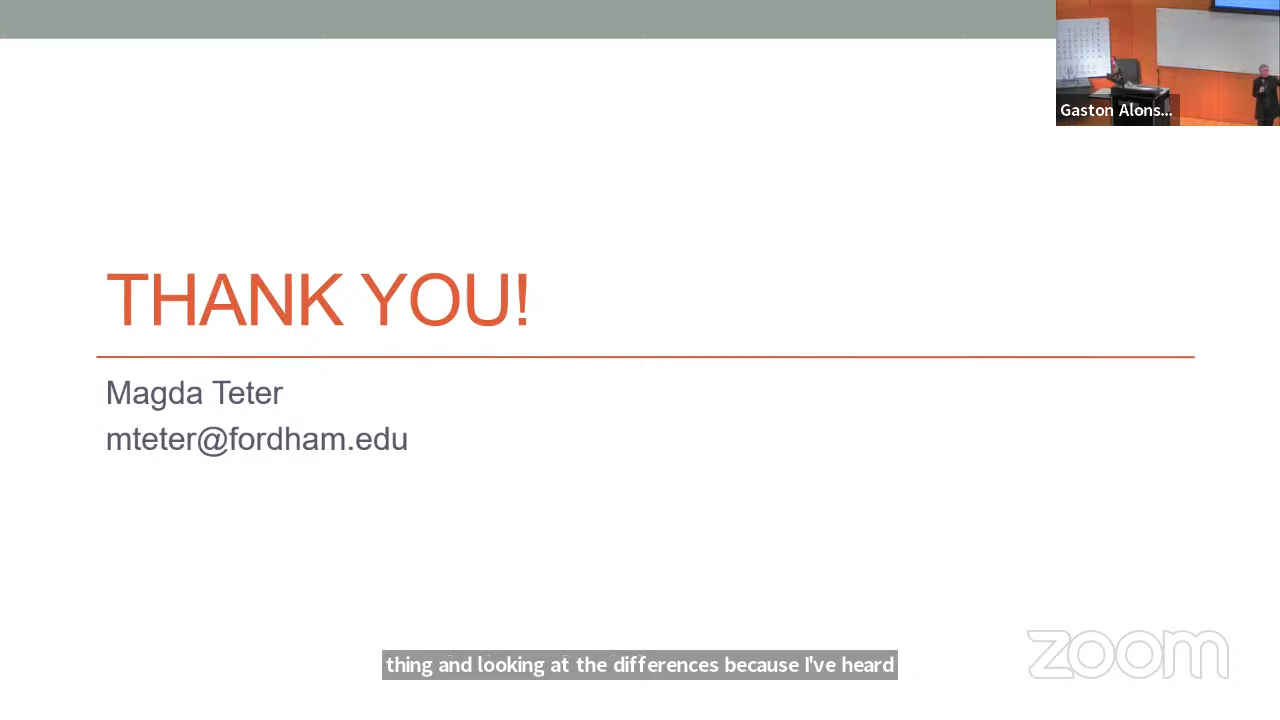 Gaston Alons...
THANK YOU!
Magda Teter
mteter@fordham.edu
thing and looking at the differences because I've heard
zoom